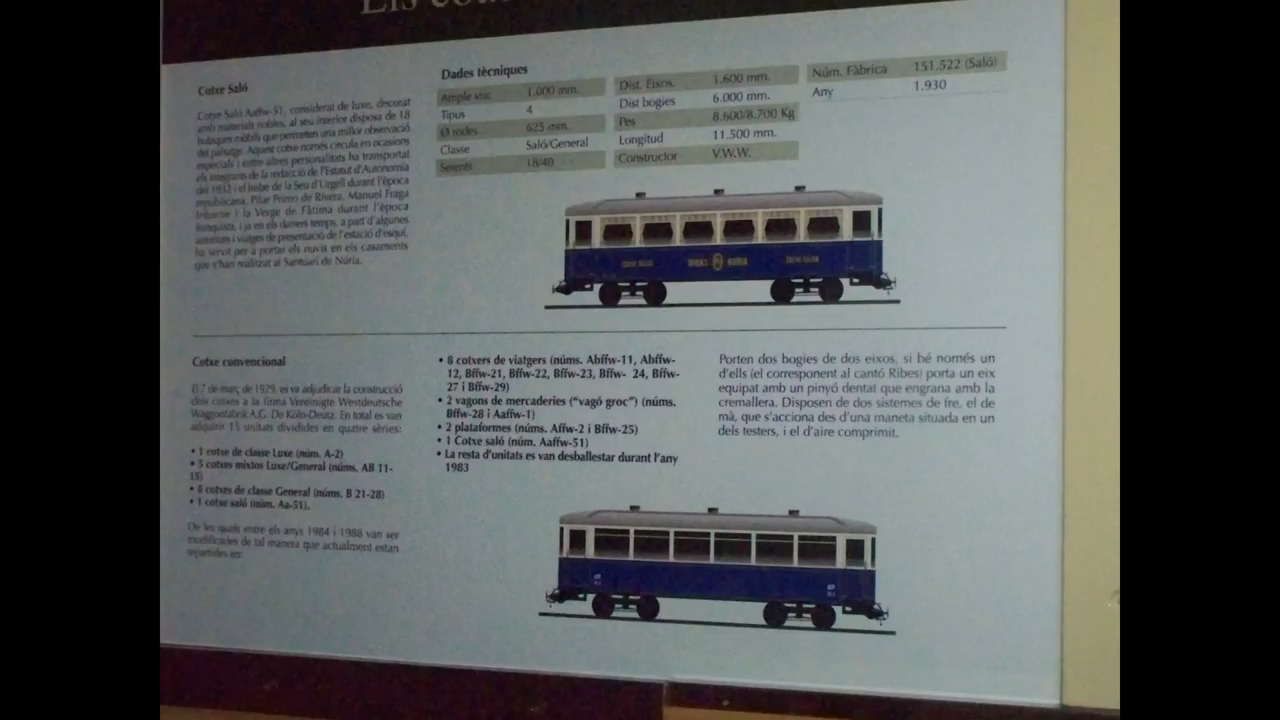 Els
Cotxe Saló
Cotxe Saló Aaffw-51, considerat de luxe, decorat
amb materials nobles, al seu interior disposa de 18
butaques mòbils que permeten una millor observació
del paisatge. Aquest cotxe només circula en ocasions
especials i entre altres personalitats ha transportat
els integrants de la redacció de l'Estatut d'Autonomia
del 1932 i el bisbe de la Seu d'Urgell durant l'època
republicana, Pilar Primo de Rivera, Manuel Fraga
Iribarne i la Verge de Fàtima durant l'època
franquista, i ja en els darrers temps, a part d'algunes
autoritats i viatges de presentació de l'estació d'esquí,
ha servit per a portar els nuvis en els casaments
que s'han realitzat al Santuari de Núria.
Dades tècniques
Ample via: 1.000 mm.
Tipus 4
Ø rodes 625 mm.
Classe Saló/General
Seients 18/40
Dist. Eixos. 1.600 mm.
Dist bogies 6.000 mm.
Pes 8.600/8.700 Kg
Longitud 11.500 mm.
Constructor V.W.W.
Núm. Fàbrica 151.522 (Saló)
Any 1.930
RIBAS 2 NURIA
Cotxe convencional
El 7 de març de 1929, es va adjudicar la construcció
dels cotxes a la firma Vereinigte Westdeutsche
Waggonfabrik A.G. De Köln-Deutz. En total es van
adquirir 15 unitats dividides en quatre sèries:
• 1 cotxe de classe Luxe (núm. A-2)
• 5 cotxes mixtos Luxe/General (núms. AB 11-
15)
• 8 cotxes de classe General (núms. B 21-28)
• 1 cotxe saló (núm. Aa-51).
De les quals entre els anys 1984 i 1988 van ser
modificades de tal manera que actualment estan
repartides en:
• 8 cotxers de viatgers (núms. Abffw-11, Abffw-
12, Bffw-21, Bffw-22, Bffw-23, Bffw- 24, Bffw-
27 i Bffw-29)
• 2 vagons de mercaderies ("vagó groc") (núms.
Bffw-28 i Aaffw-1)
• 2 plataformes (núms. Affw-2 i Bffw-25)
• 1 Cotxe saló (núm. Aaffw-51)
• La resta d'unitats es van desballestar durant l'any
1983
Porten dos bogies de dos eixos, si bé només un
d'ells (el corresponent al cantó Ribes) porta un eix
equipat amb un pinyó dentat que engrana amb la
cremallera. Disposen de dos sistemes de fre, el de
mà, que s'acciona des d'una maneta situada en un
dels testers, i el d'aire comprimit.